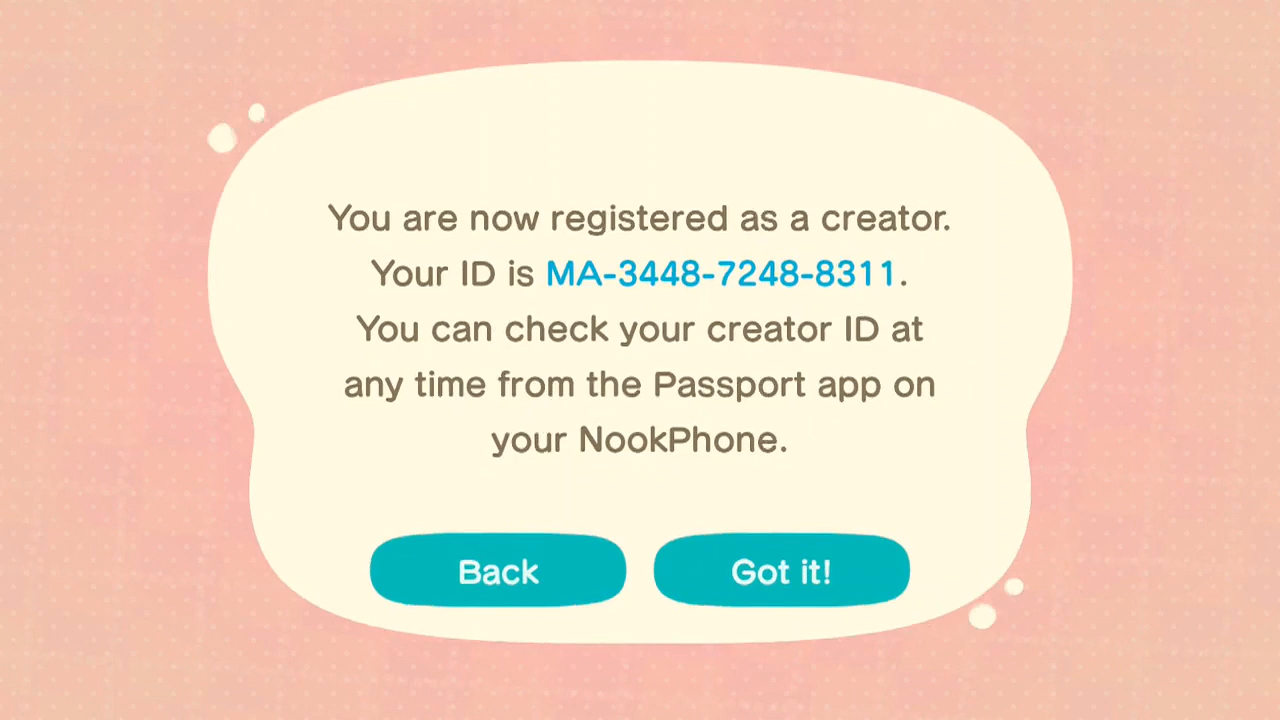 You are now registered as a creator.
Your ID is MA-3448-7248-8311.
You can check your creator ID at
any time from the Passport app on
your NookPhone.
Back
Got it!